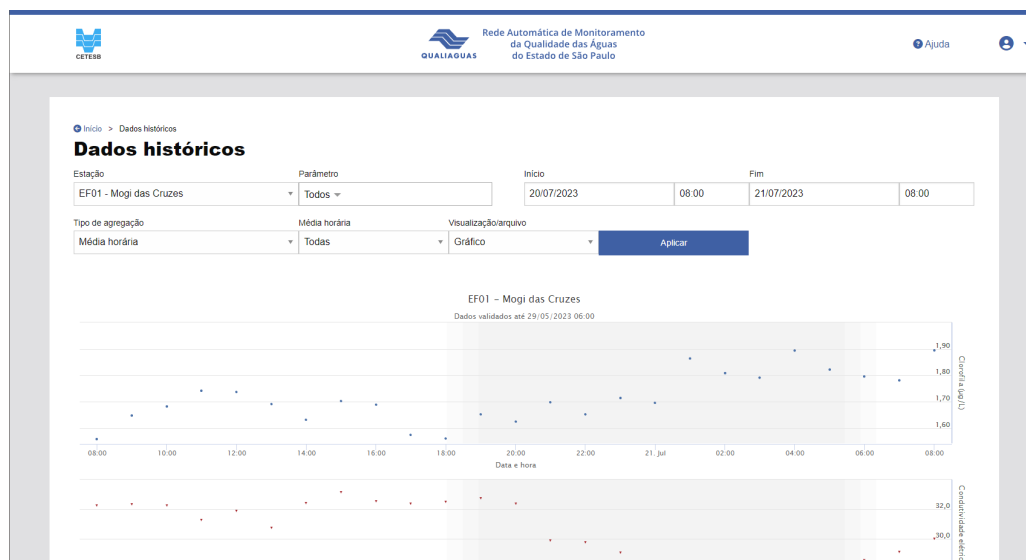 CETESB
QUALIAGUAS
Rede Automática de Monitoramento
da Qualidade das Águas
do Estado de São Paulo
Ajuda
Início > Dados históricos
Dados históricos
Estação Parâmetro Início Fim
EF01 - Mogi das Cruzes Todos 20/07/2023 08:00 21/07/2023 08:00
Tipo de agregação Média horária Visualização/arquivo
Média horária Todas Gráfico Aplicar
EF01 – Mogi das Cruzes
Dados validados até 29/05/2023 06:00
1,90
1,80
1,70
1,60
Clorofila (µg/L)
08:00 10:00 12:00 14:00 16:00 18:00 20:00 22:00 21. Jul 02:00 04:00 06:00 08:00
Data e hora
32,0
30,0
Condutividade elétric